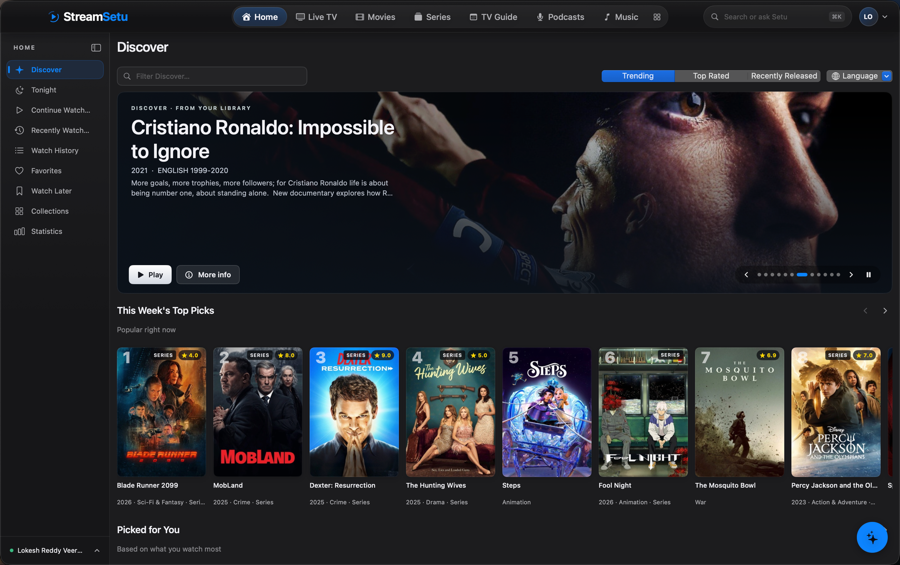 StreamSetu
Home
Live TV
Movies
Series
TV Guide
Podcasts
Music
Search or ask Setu
⌘K
LO
HOME
Discover
Tonight
Continue Watch...
Recently Watch...
Watch History
Favorites
Watch Later
Collections
Statistics
Lokesh Reddy Veer...
Discover
Filter Discover...
Trending
Top Rated
Recently Released
Language
DISCOVER · FROM YOUR LIBRARY
Cristiano Ronaldo: Impossible
to Ignore
2021 · ENGLISH 1999-2020
More goals, more trophies, more followers; for Cristiano Ronaldo life is about
being number one, about standing alone. New documentary explores how R...
Play
More info
This Week's Top Picks
Popular right now
1
SERIES
★ 4.0
BLADE RUNNER
2099
Blade Runner 2099
2026 · Sci-Fi & Fantasy · Seri...
2
SERIES
★ 8.0
MOBLAND
MobLand
2025 · Crime · Series
3
SERIES
★ 9.0
DEXTER
RESURRECTION
Dexter: Resurrection
2025 · Crime · Series
4
SERIES
★ 5.0
The
Hunting Wives
The Hunting Wives
2025 · Drama · Series
5
STEPS
Steps
Animation
6
SERIES
FOOL NIGHT
Fool Night
2026 · Animation · Series
7
★ 6.9
THE
MOSQUITO
BOWL
The Mosquito Bowl
War
8
SERIES
★ 7.0
Disney
PERCY
JACKSON
AND THE OLYMPIANS
Percy Jackson and the Ol...
2023 · Action & Adventure · ...
Picked for You
Based on what you watch most